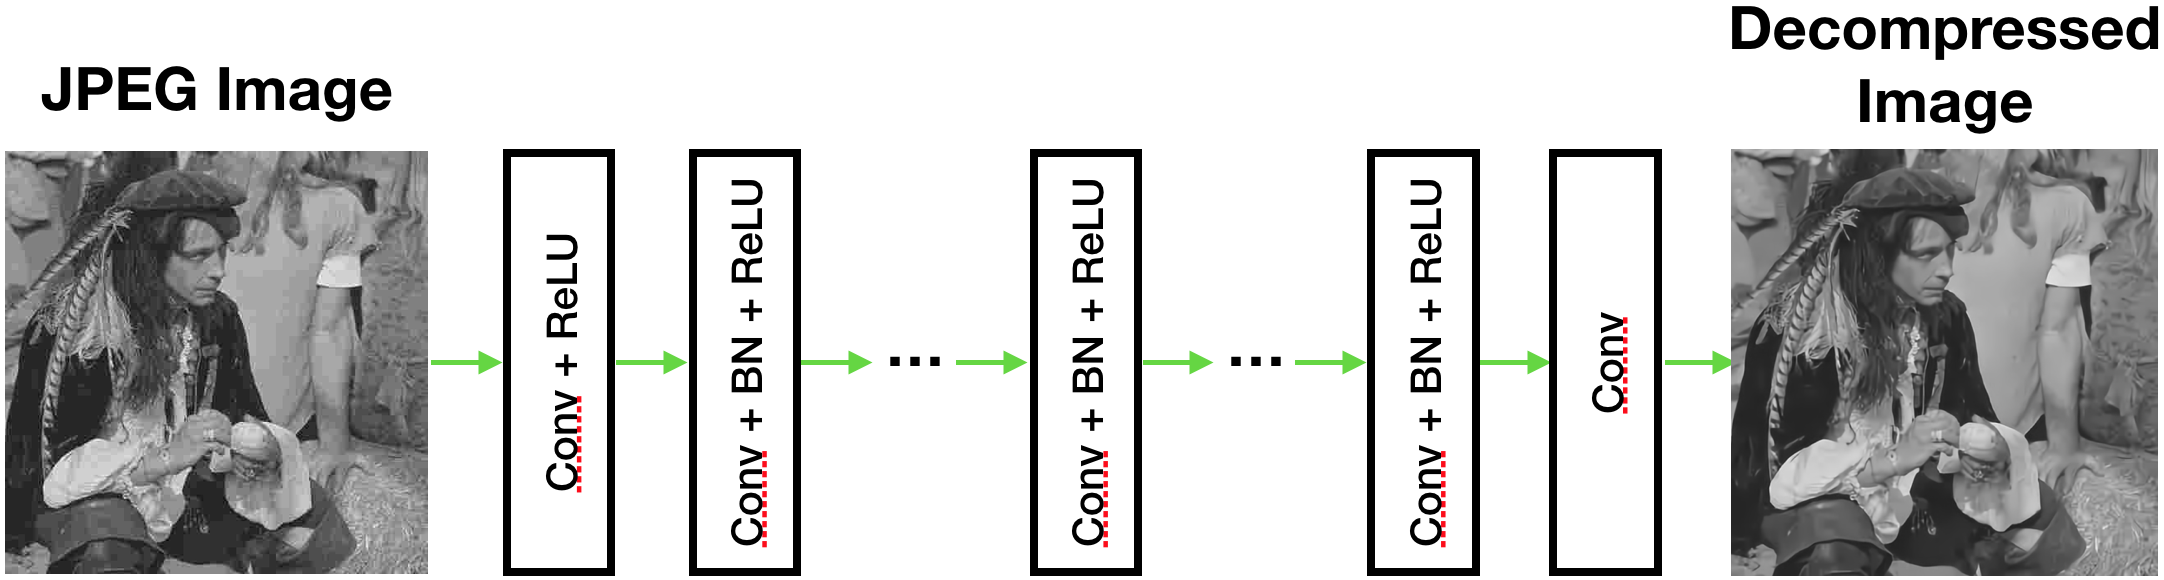 JPEG Image
Decompressed
Image
Conv + ReLU
Conv + BN + ReLU
...
Conv + BN + ReLU
...
Conv + BN + ReLU
Conv